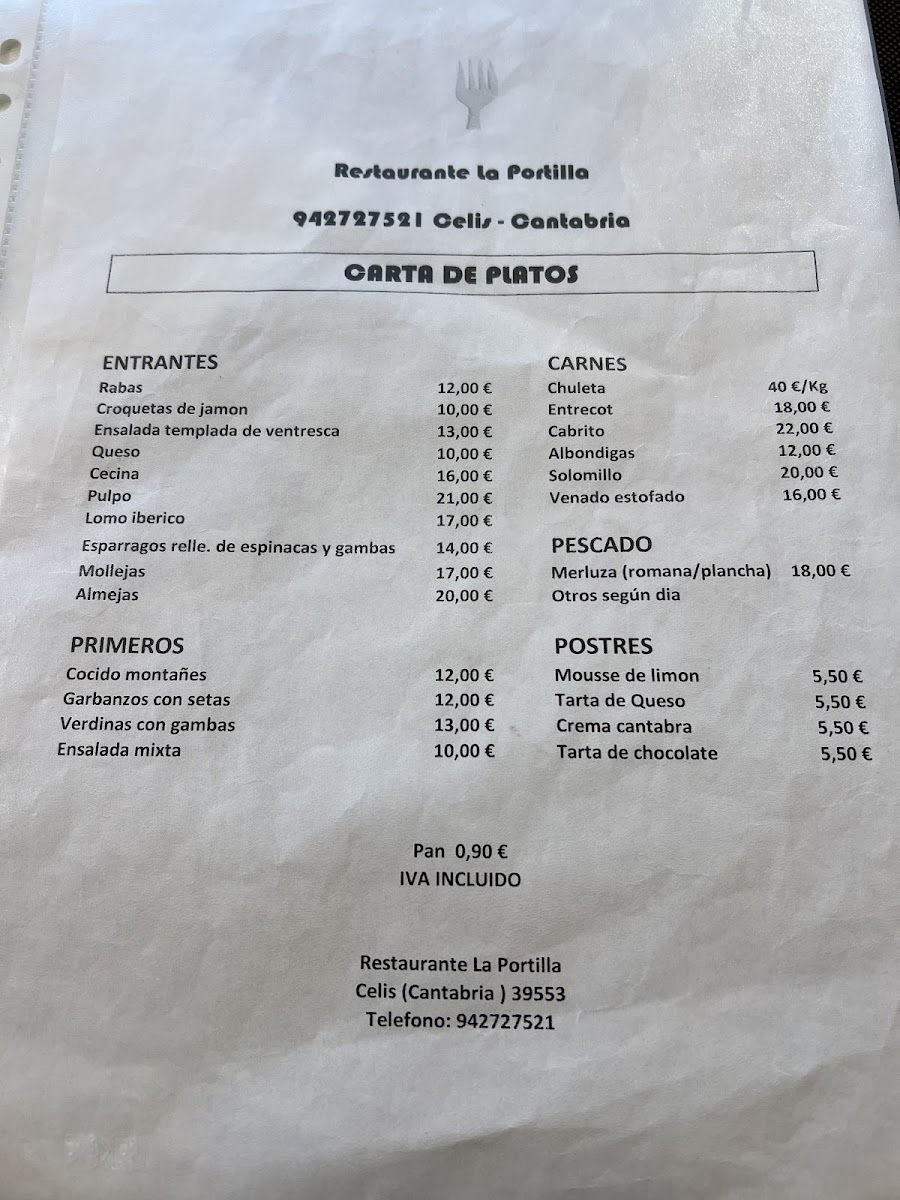 Restaurante La Portilla
942727521 Celis - Cantabria
CARTA DE PLATOS
ENTRANTES
Rabas 12,00 €
Croquetas de jamon 10,00 €
Ensalada templada de ventresca 13,00 €
Queso 10,00 €
Cecina 16,00 €
Pulpo 21,00 €
Lomo iberico 17,00 €
Esparragos relle. de espinacas y gambas 14,00 €
Mollejas 17,00 €
Almejas 20,00 €
PRIMEROS
Cocido montañes 12,00 €
Garbanzos con setas 12,00 €
Verdinas con gambas 13,00 €
Ensalada mixta 10,00 €
CARNES
Chuleta 40 €/Kg
Entrecot 18,00 €
Cabrito 22,00 €
Albondigas 12,00 €
Solomillo 20,00 €
Venado estofado 16,00 €
PESCADO
Merluza (romana/plancha) 18,00 €
Otros según dia
POSTRES
Mousse de limon 5,50 €
Tarta de Queso 5,50 €
Crema cantabra 5,50 €
Tarta de chocolate 5,50 €
Pan 0,90 €
IVA INCLUIDO
Restaurante La Portilla
Celis (Cantabria ) 39553
Telefono: 942727521